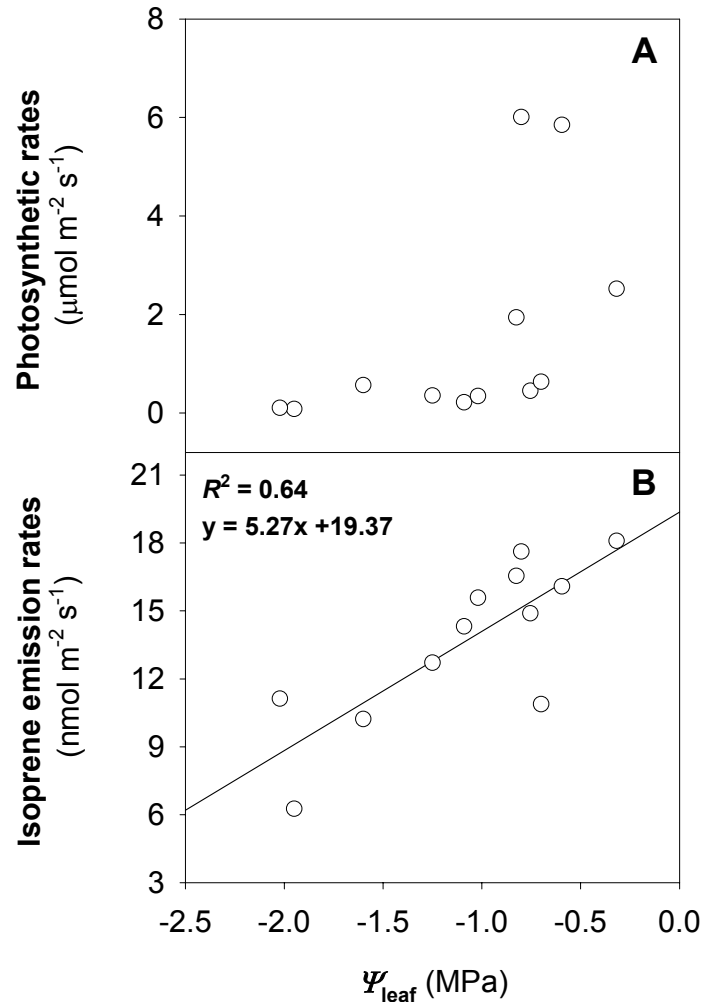 A
8
6
4
2
0
Photosynthetic rates
(μmol m⁻² s⁻¹)
B
R² = 0.64
y = 5.27x +19.37
21
18
15
12
9
6
3
Isoprene emission rates
(nmol m⁻² s⁻¹)
-2.5 -2.0 -1.5 -1.0 -0.5 0.0
Ψleaf (MPa)